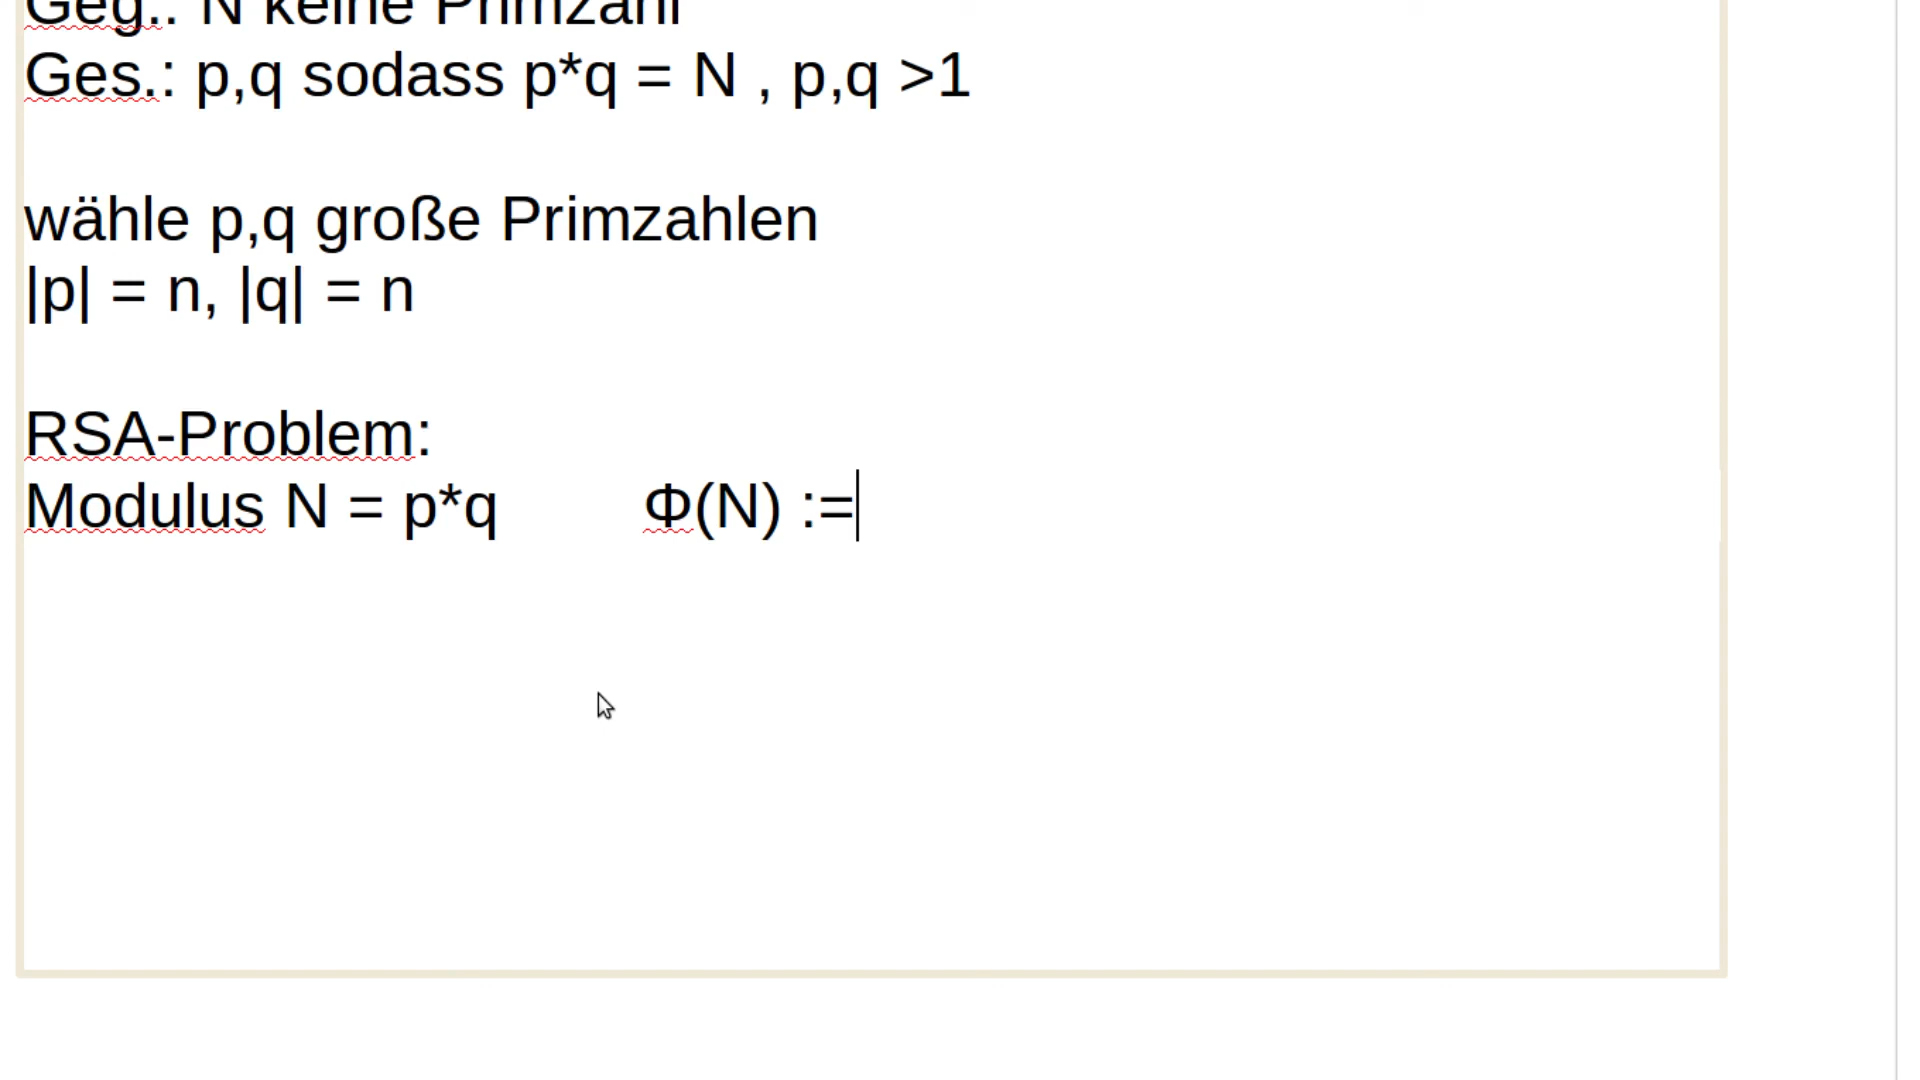 Geg.: N keine Primzahl
Ges.: p,q sodass p*q = N , p,q >1
wähle p,q große Primzahlen
|p| = n, |q| = n
RSA-Problem:
Modulus N = p*q Φ(N) :=